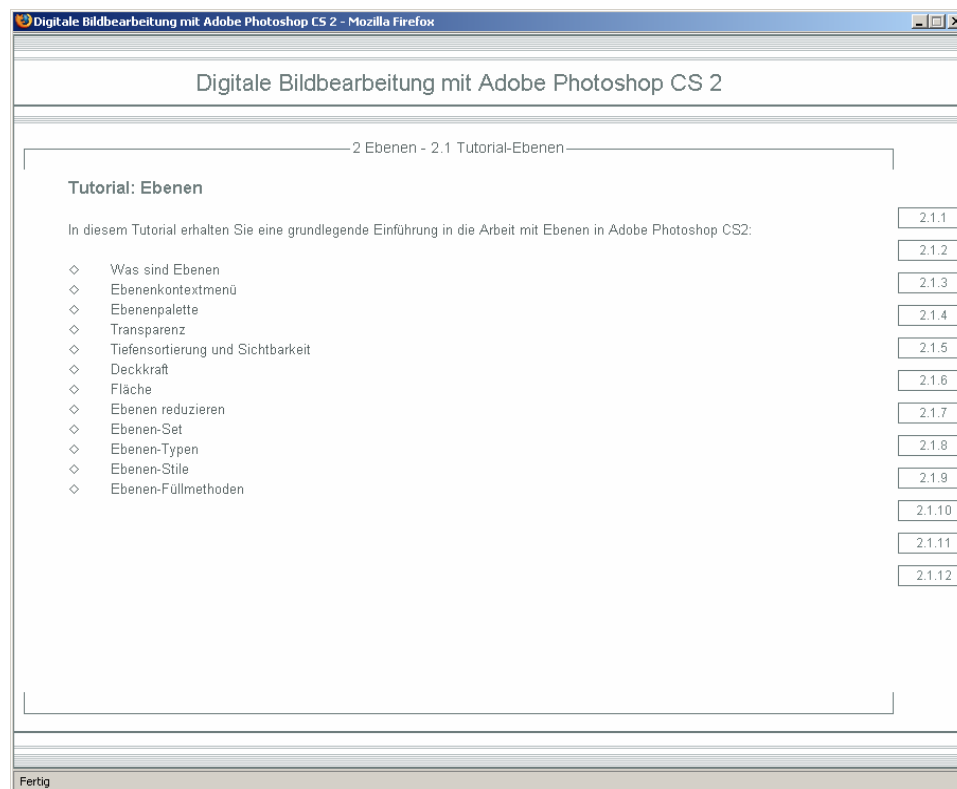 Digitale Bildbearbeitung mit Adobe Photoshop CS 2 - Mozilla Firefox
Digitale Bildbearbeitung mit Adobe Photoshop CS 2
2 Ebenen - 2.1 Tutorial-Ebenen
Tutorial: Ebenen
In diesem Tutorial erhalten Sie eine grundlegende Einführung in die Arbeit mit Ebenen in Adobe Photoshop CS2:
Was sind Ebenen
Ebenenkontextmenü
Ebenenpalette
Transparenz
Tiefensortierung und Sichtbarkeit
Deckkraft
Fläche
Ebenen reduzieren
Ebenen-Set
Ebenen-Typen
Ebenen-Stile
Ebenen-Füllmethoden
2.1.1
2.1.2
2.1.3
2.1.4
2.1.5
2.1.6
2.1.7
2.1.8
2.1.9
2.1.10
2.1.11
2.1.12
Fertig